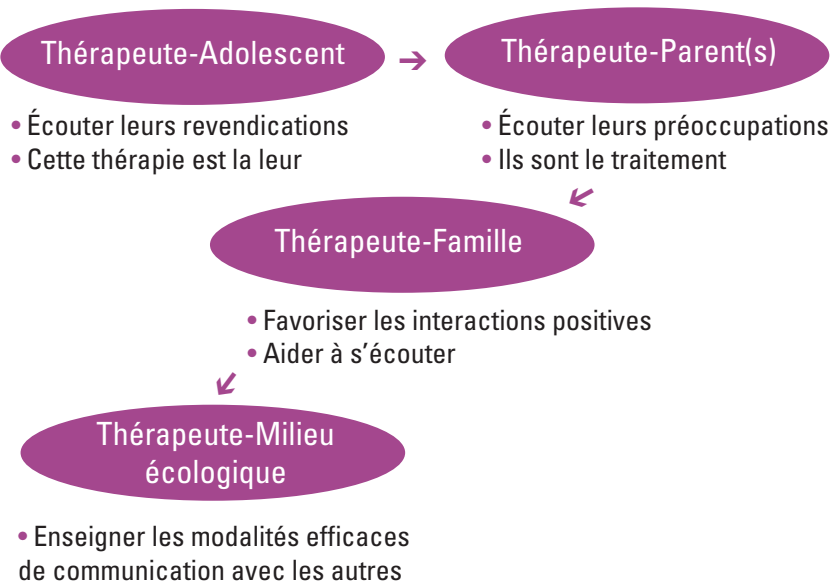 Thérapeute-Adolescent ➔ Thérapeute-Parent(s)
• Écouter leurs revendications
• Cette thérapie est la leur
• Écouter leurs préoccupations
• Ils sont le traitement
Thérapeute-Famille
• Favoriser les interactions positives
• Aider à s’écouter
Thérapeute-Milieu
écologique
• Enseigner les modalités efficaces
de communication avec les autres